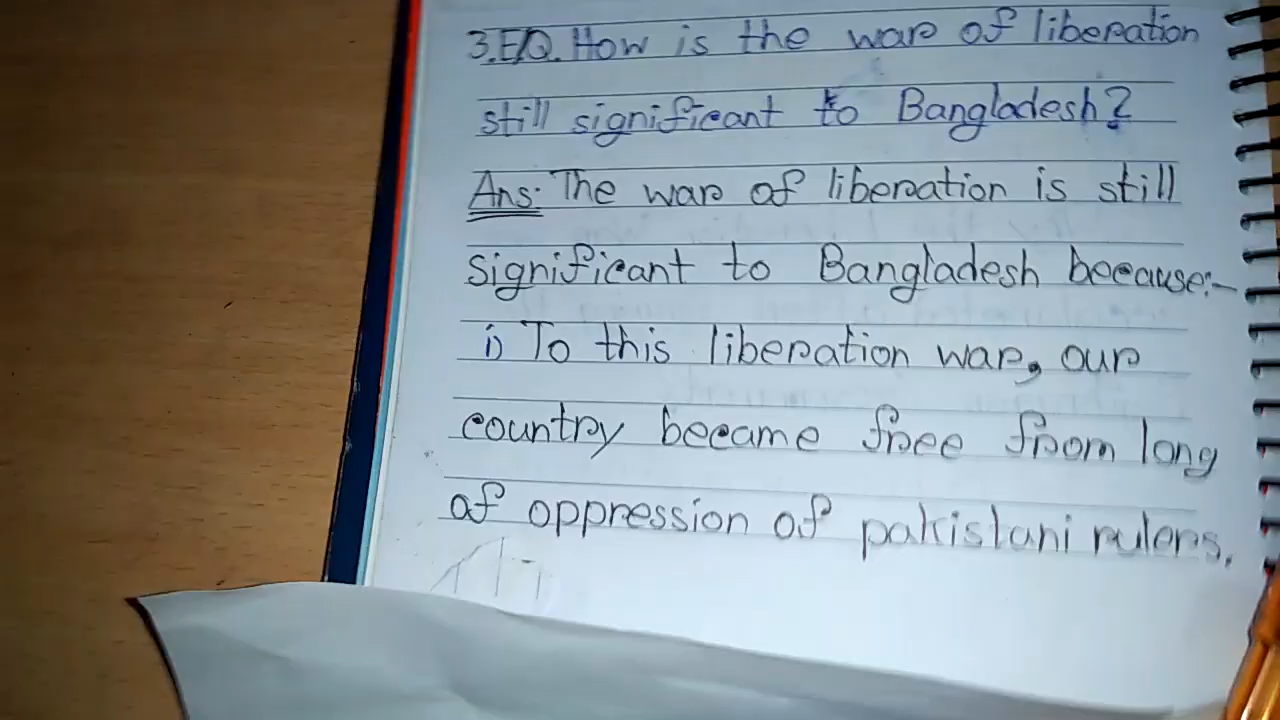 3.E/Q. How is the war of liberation
still significant to Bangladesh?
Ans: The war of liberation is still
significant to Bangladesh because:-
i) To this liberation war, our
country became free from long
of oppression of pakistani rulers.